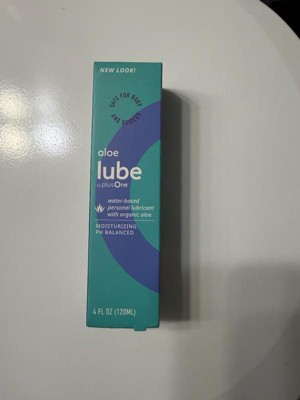 NEW LOOK!
SAFE FOR BODY
AND DEVICES
aloe
lube
by plusOne
water-based
personal lubricant
with organic aloe
MOISTURIZING
PH BALANCED
4 FL OZ (120ML)